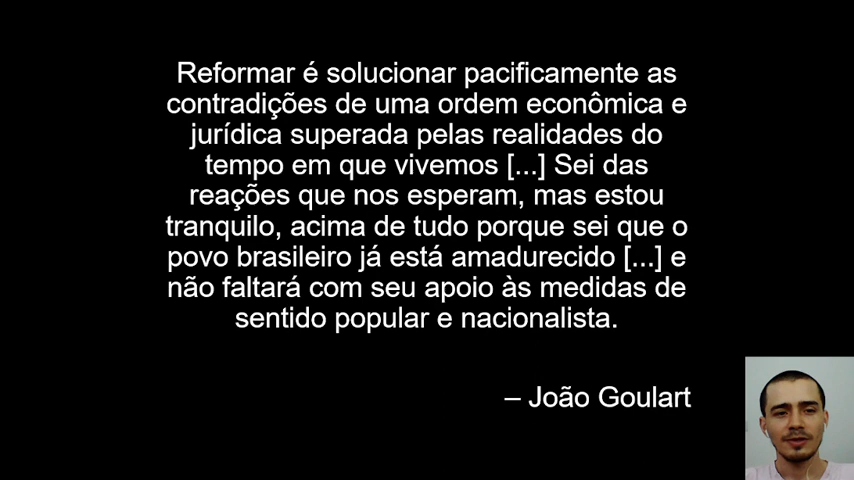 Reformar é solucionar pacificamente as
contradições de uma ordem econômica e
jurídica superada pelas realidades do
tempo em que vivemos [...] Sei das
reações que nos esperam, mas estou
tranquilo, acima de tudo porque sei que o
povo brasileiro já está amadurecido [...] e
não faltará com seu apoio às medidas de
sentido popular e nacionalista.
– João Goulart